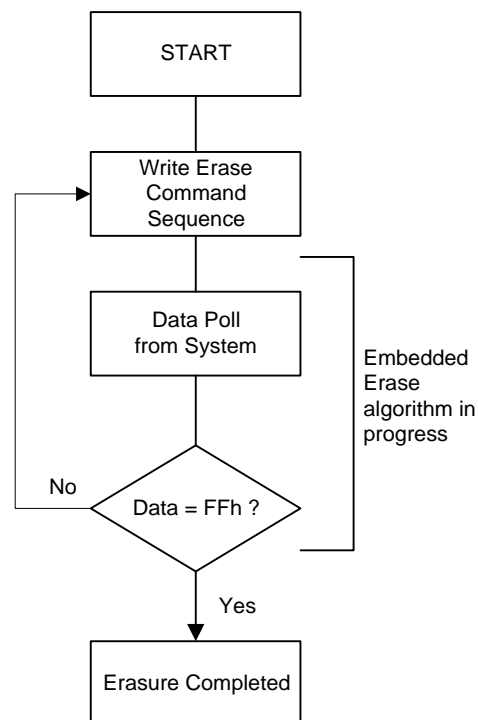 START
Write Erase
Command
Sequence
Data Poll
from System
Embedded
Erase
algorithm in
progress
No
Data = FFh ?
Yes
Erasure Completed